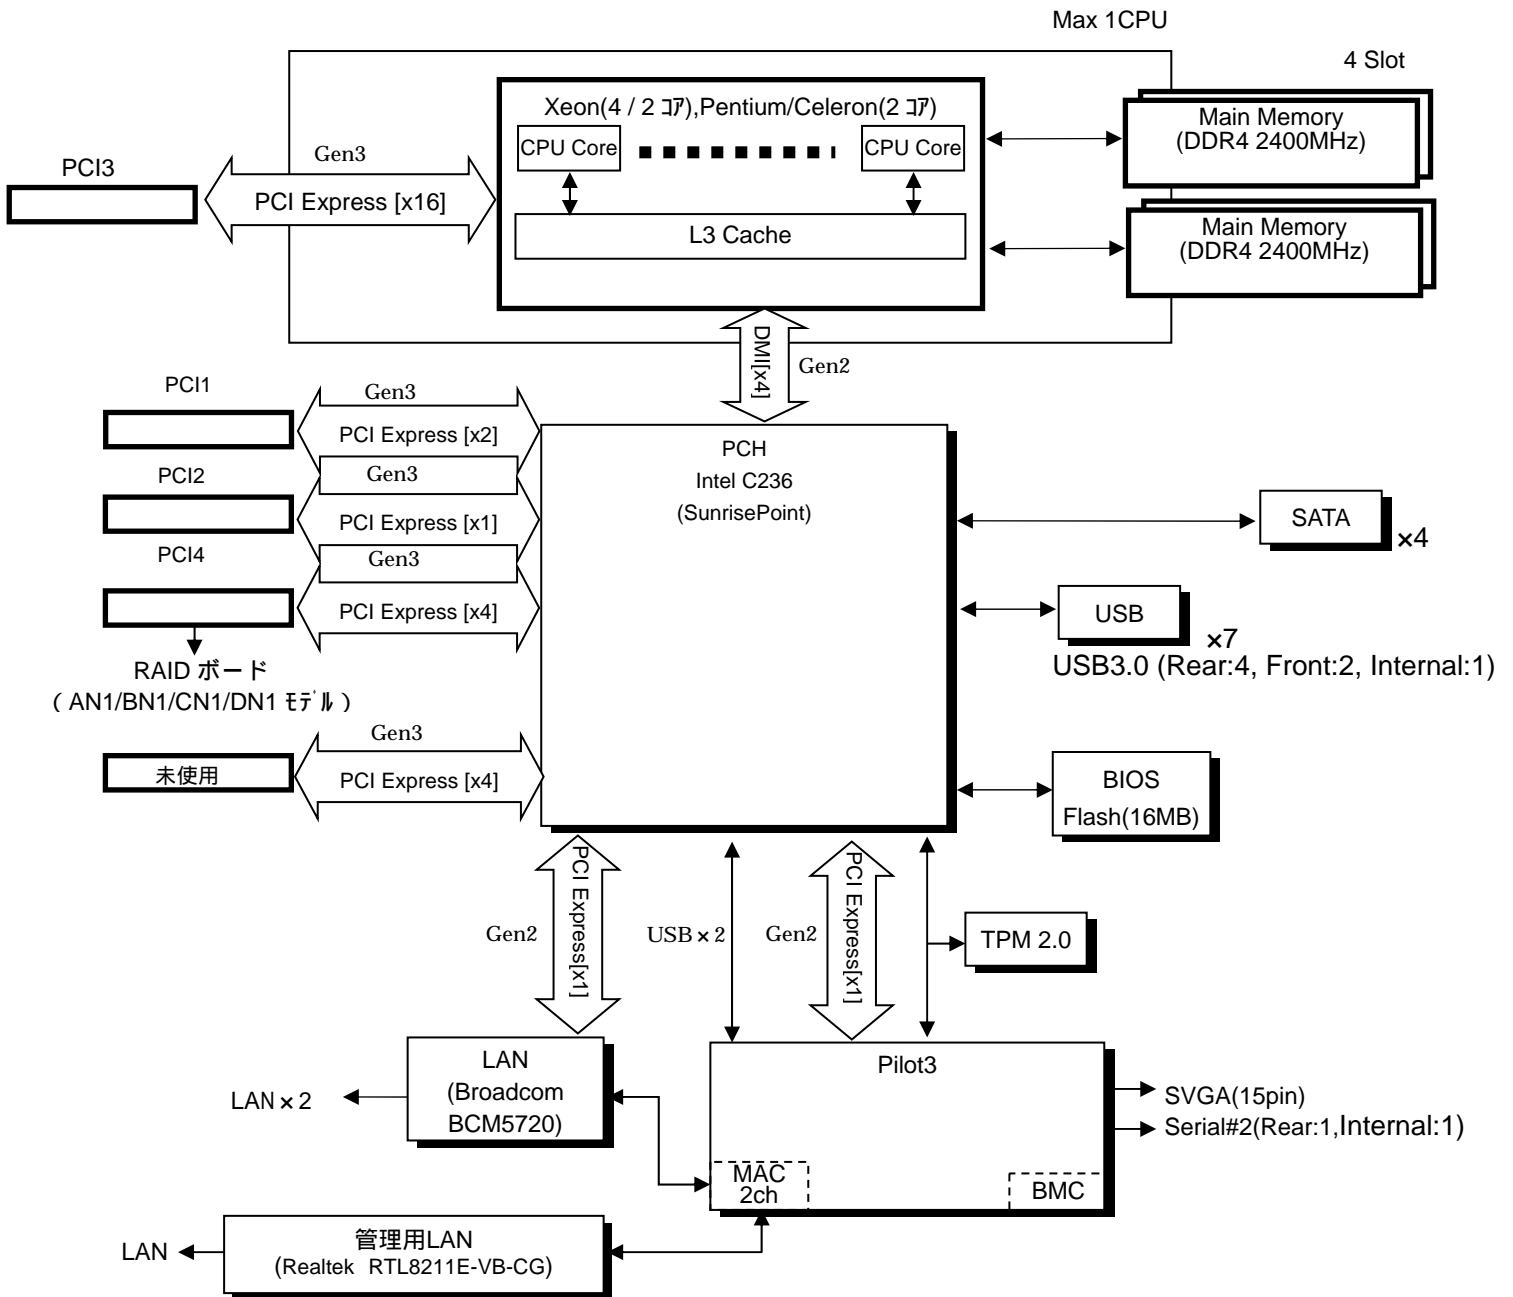 Max 1CPU
4 Slot
Xeon(4 / 2 ｺｱ),Pentium/Celeron(2 ｺｱ)
CPU Core
CPU Core
L3 Cache
Main Memory
(DDR4 2400MHz)
Main Memory
(DDR4 2400MHz)
PCI3
Gen3
PCI Express [x16]
DMI[x4]
Gen2
PCI1
Gen3
PCI Express [x2]
PCI2
Gen3
PCI Express [x1]
PCI4
Gen3
PCI Express [x4]
RAID ボード
( AN1/BN1/CN1/DN1 ﾓﾃﾞﾙ )
未使用
Gen3
PCI Express [x4]
PCH
Intel C236
(SunrisePoint)
SATA
×4
USB
×7
USB3.0 (Rear:4, Front:2, Internal:1)
BIOS
Flash(16MB)
Gen2
PCI Express[x1]
USB×2
Gen2
PCI Express[x1]
TPM 2.0
LAN
(Broadcom
BCM5720)
LAN×2
Pilot3
MAC
2ch
BMC
SVGA(15pin)
Serial#2(Rear:1,Internal:1)
管理用LAN
(Realtek RTL8211E-VB-CG)
LAN